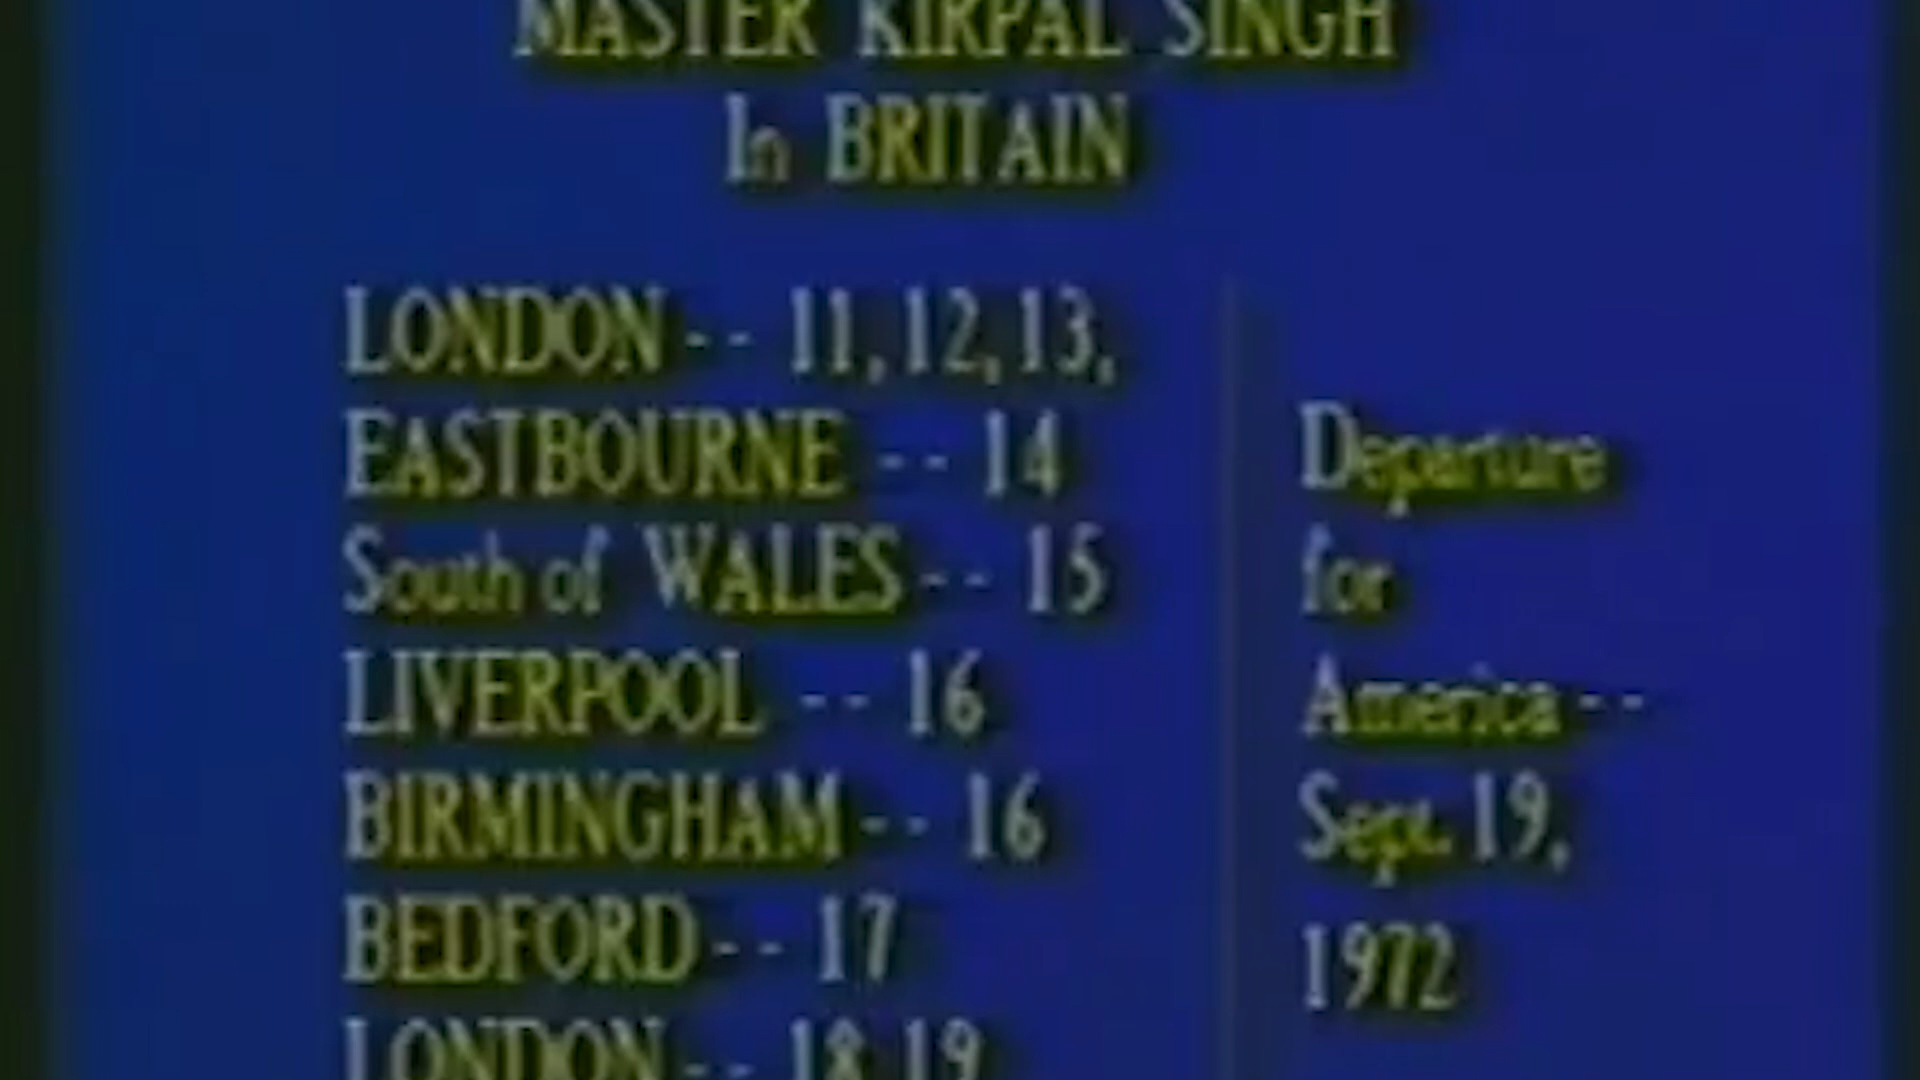 MASTER KIRPAL SINGH
In BRITAIN
LONDON -- 11, 12, 13,
EASTBOURNE -- 14
South of WALES -- 15
LIVERPOOL -- 16
BIRMINGHAM -- 16
BEDFORD -- 17
LONDON -- 18, 19
Departure
for
America --
Sept. 19,
1972